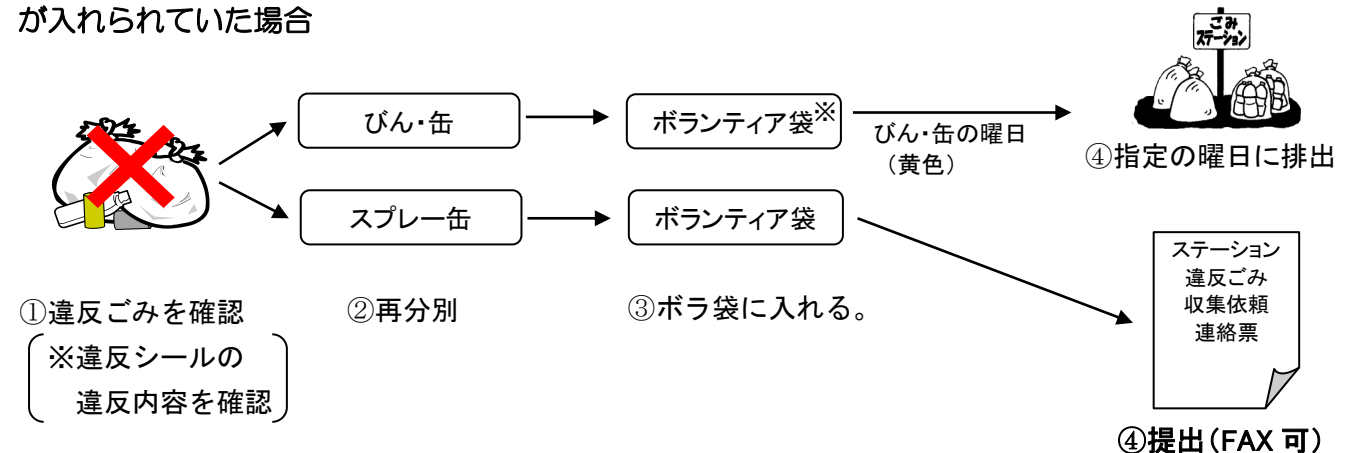 が入れられていた場合
ごみ
ステーション
びん・缶
ボランティア袋※
びん・缶の曜日
（黄色）
④指定の曜日に排出
スプレー缶
ボランティア袋
ステーション
違反ごみ
収集依頼
連絡票
①違反ごみを確認
②再分別
③ボラ袋に入れる。
※違反シールの
違反内容を確認
④提出（FAX 可）